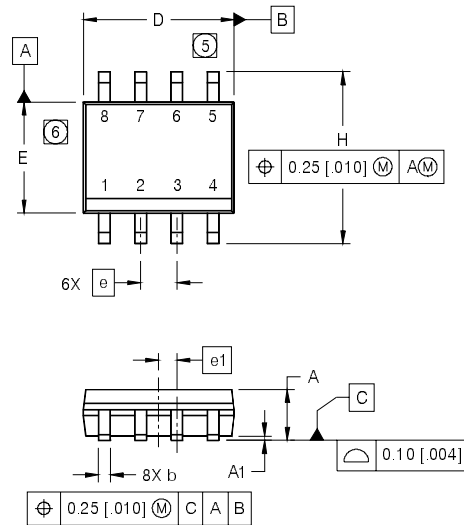 D
B
5
A
8 7 6 5
6
E
H
⌖ 0.25 [.010] Ⓜ AⓂ
1 2 3 4
6X e
e1
A
C
A1
⌓ 0.10 [.004]
8X b
⌖ 0.25 [.010] Ⓜ C A B